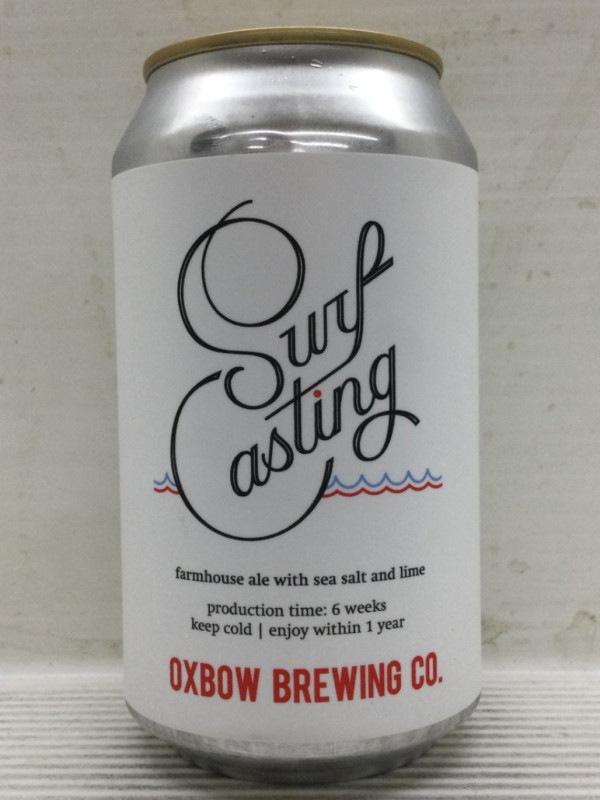 Surf
Casting
farmhouse ale with sea salt and lime
production time: 6 weeks
keep cold | enjoy within 1 year
OXBOW BREWING CO.